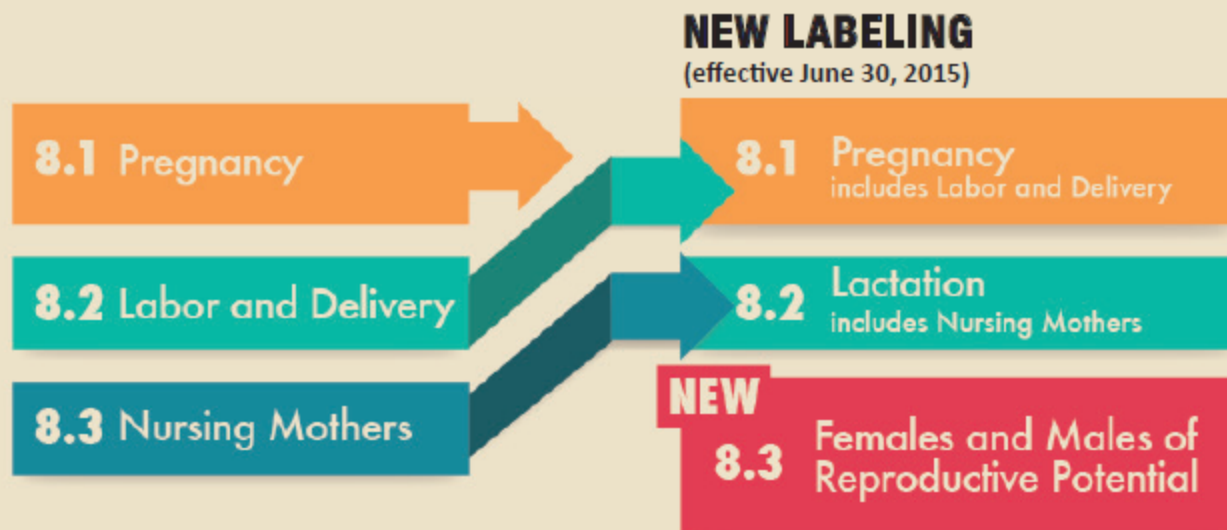 NEW LABELING
(effective June 30, 2015)
8.1 Pregnancy
8.2 Labor and Delivery
8.3 Nursing Mothers
8.1 Pregnancy
includes Labor and Delivery
8.2 Lactation
includes Nursing Mothers
NEW
8.3 Females and Males of
Reproductive Potential